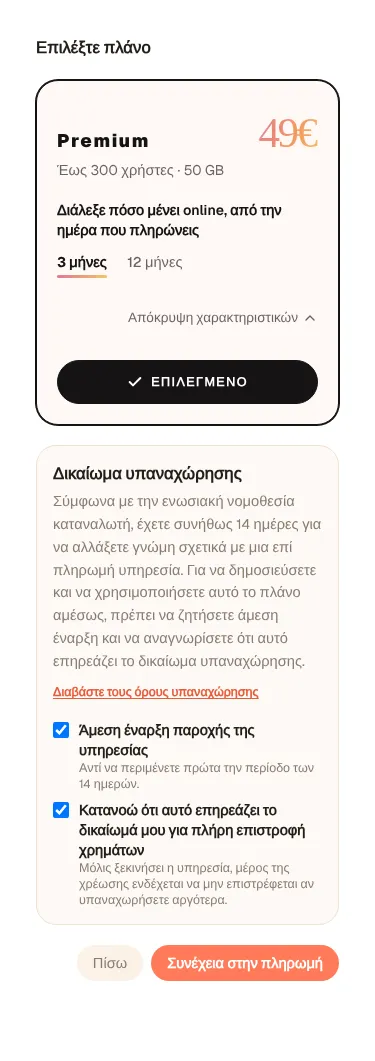 Επιλέξτε πλάνο
Premium
49€
Έως 300 χρήστες · 50 GB
Διάλεξε πόσο μένει online, από την
ημέρα που πληρώνεις
3 μήνες
12 μήνες
Απόκρυψη χαρακτηριστικών
ΕΠΙΛΕΓΜΕΝΟ
Δικαίωμα υπαναχώρησης
Σύμφωνα με την ενωσιακή νομοθεσία
καταναλωτή, έχετε συνήθως 14 ημέρες για
να αλλάξετε γνώμη σχετικά με μια επί
πληρωμή υπηρεσία. Για να δημοσιεύσετε
και να χρησιμοποιήσετε αυτό το πλάνο
αμέσως, πρέπει να ζητήσετε άμεση
έναρξη και να αναγνωρίσετε ότι αυτό
επηρεάζει το δικαίωμα υπαναχώρησης.
Διαβάστε τους όρους υπαναχώρησης
Άμεση έναρξη παροχής της
υπηρεσίας
Αντί να περιμένετε πρώτα την περίοδο των
14 ημερών.
Κατανοώ ότι αυτό επηρεάζει το
δικαίωμά μου για πλήρη επιστροφή
χρημάτων
Μόλις ξεκινήσει η υπηρεσία, μέρος της
χρέωσης ενδέχεται να μην επιστρέφεται αν
υπαναχωρήσετε αργότερα.
Πίσω
Συνέχεια στην πληρωμή